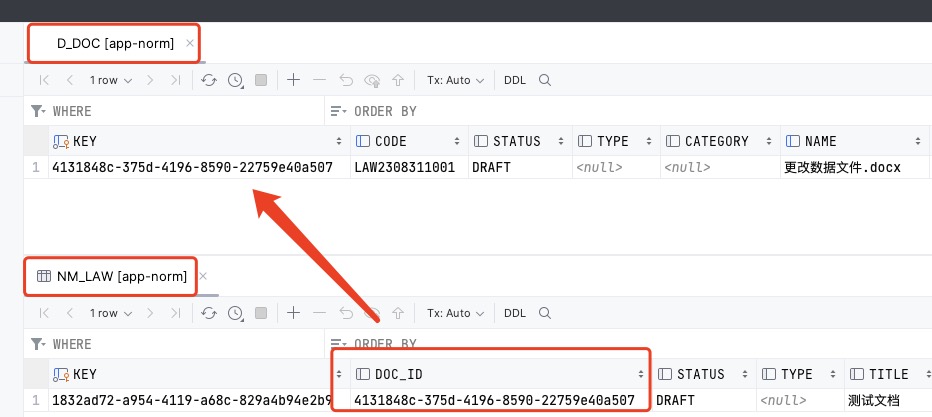 D_DOC [app-norm]
1 row Tx: Auto DDL
WHERE ORDER BY
KEY CODE STATUS TYPE CATEGORY NAME
1 4131848c-375d-4196-8590-22759e40a507 LAW2308311001 DRAFT <null> <null> 更改数据文件.docx
NM_LAW [app-norm]
1 row Tx: Auto DDL
WHERE ORDER BY
KEY DOC_ID STATUS TYPE TITLE
1 1832ad72-a954-4119-a68c-829a4b94e2b9 4131848c-375d-4196-8590-22759e40a507 DRAFT <null> 测试文档